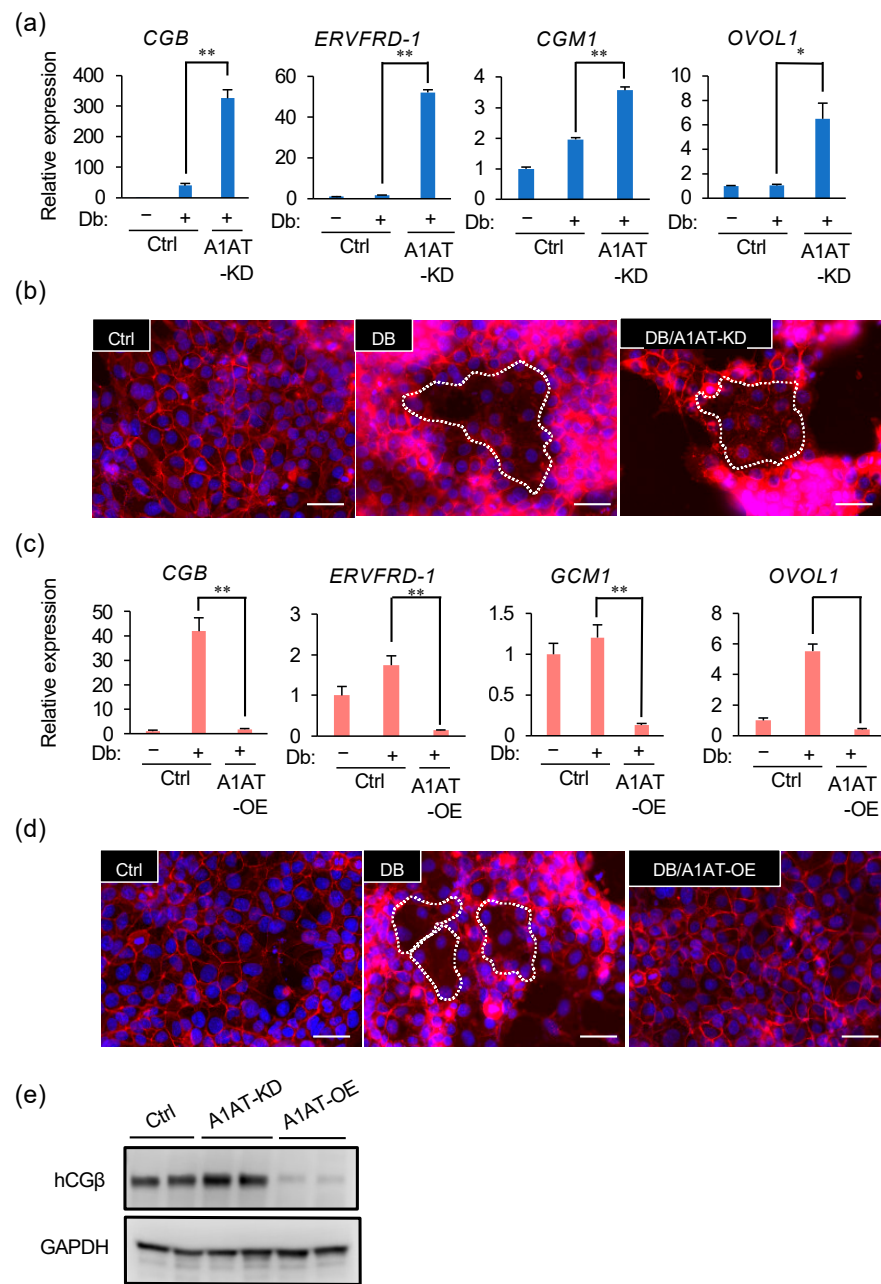 (a)
CGB ERVFRD-1 CGM1 OVOL1
Relative expression
400
300
200
100
0
**
60
40
20
0
**
4
3
2
1
0
**
10
8
6
4
2
0
*
Db: − + +
Ctrl A1AT
-KD
Db: − + +
Ctrl A1AT
-KD
Db: − + +
Ctrl A1AT
-KD
Db: − + +
Ctrl A1AT
-KD
(b)
Ctrl DB DB/A1AT-KD
(c)
CGB ERVFRD-1 GCM1 OVOL1
Relative expression
50
40
30
20
10
0
**
3
2
1
0
**
1.5
1
0.5
0
**
8
6
4
2
0
Db: − + +
Ctrl A1AT
-OE
Db: − + +
Ctrl A1AT
-OE
Db: − + +
Ctrl A1AT
-OE
Db: − + +
Ctrl A1AT
-OE
(d)
Ctrl DB DB/A1AT-OE
(e)
Ctrl A1AT-KD A1AT-OE
hCGβ
GAPDH